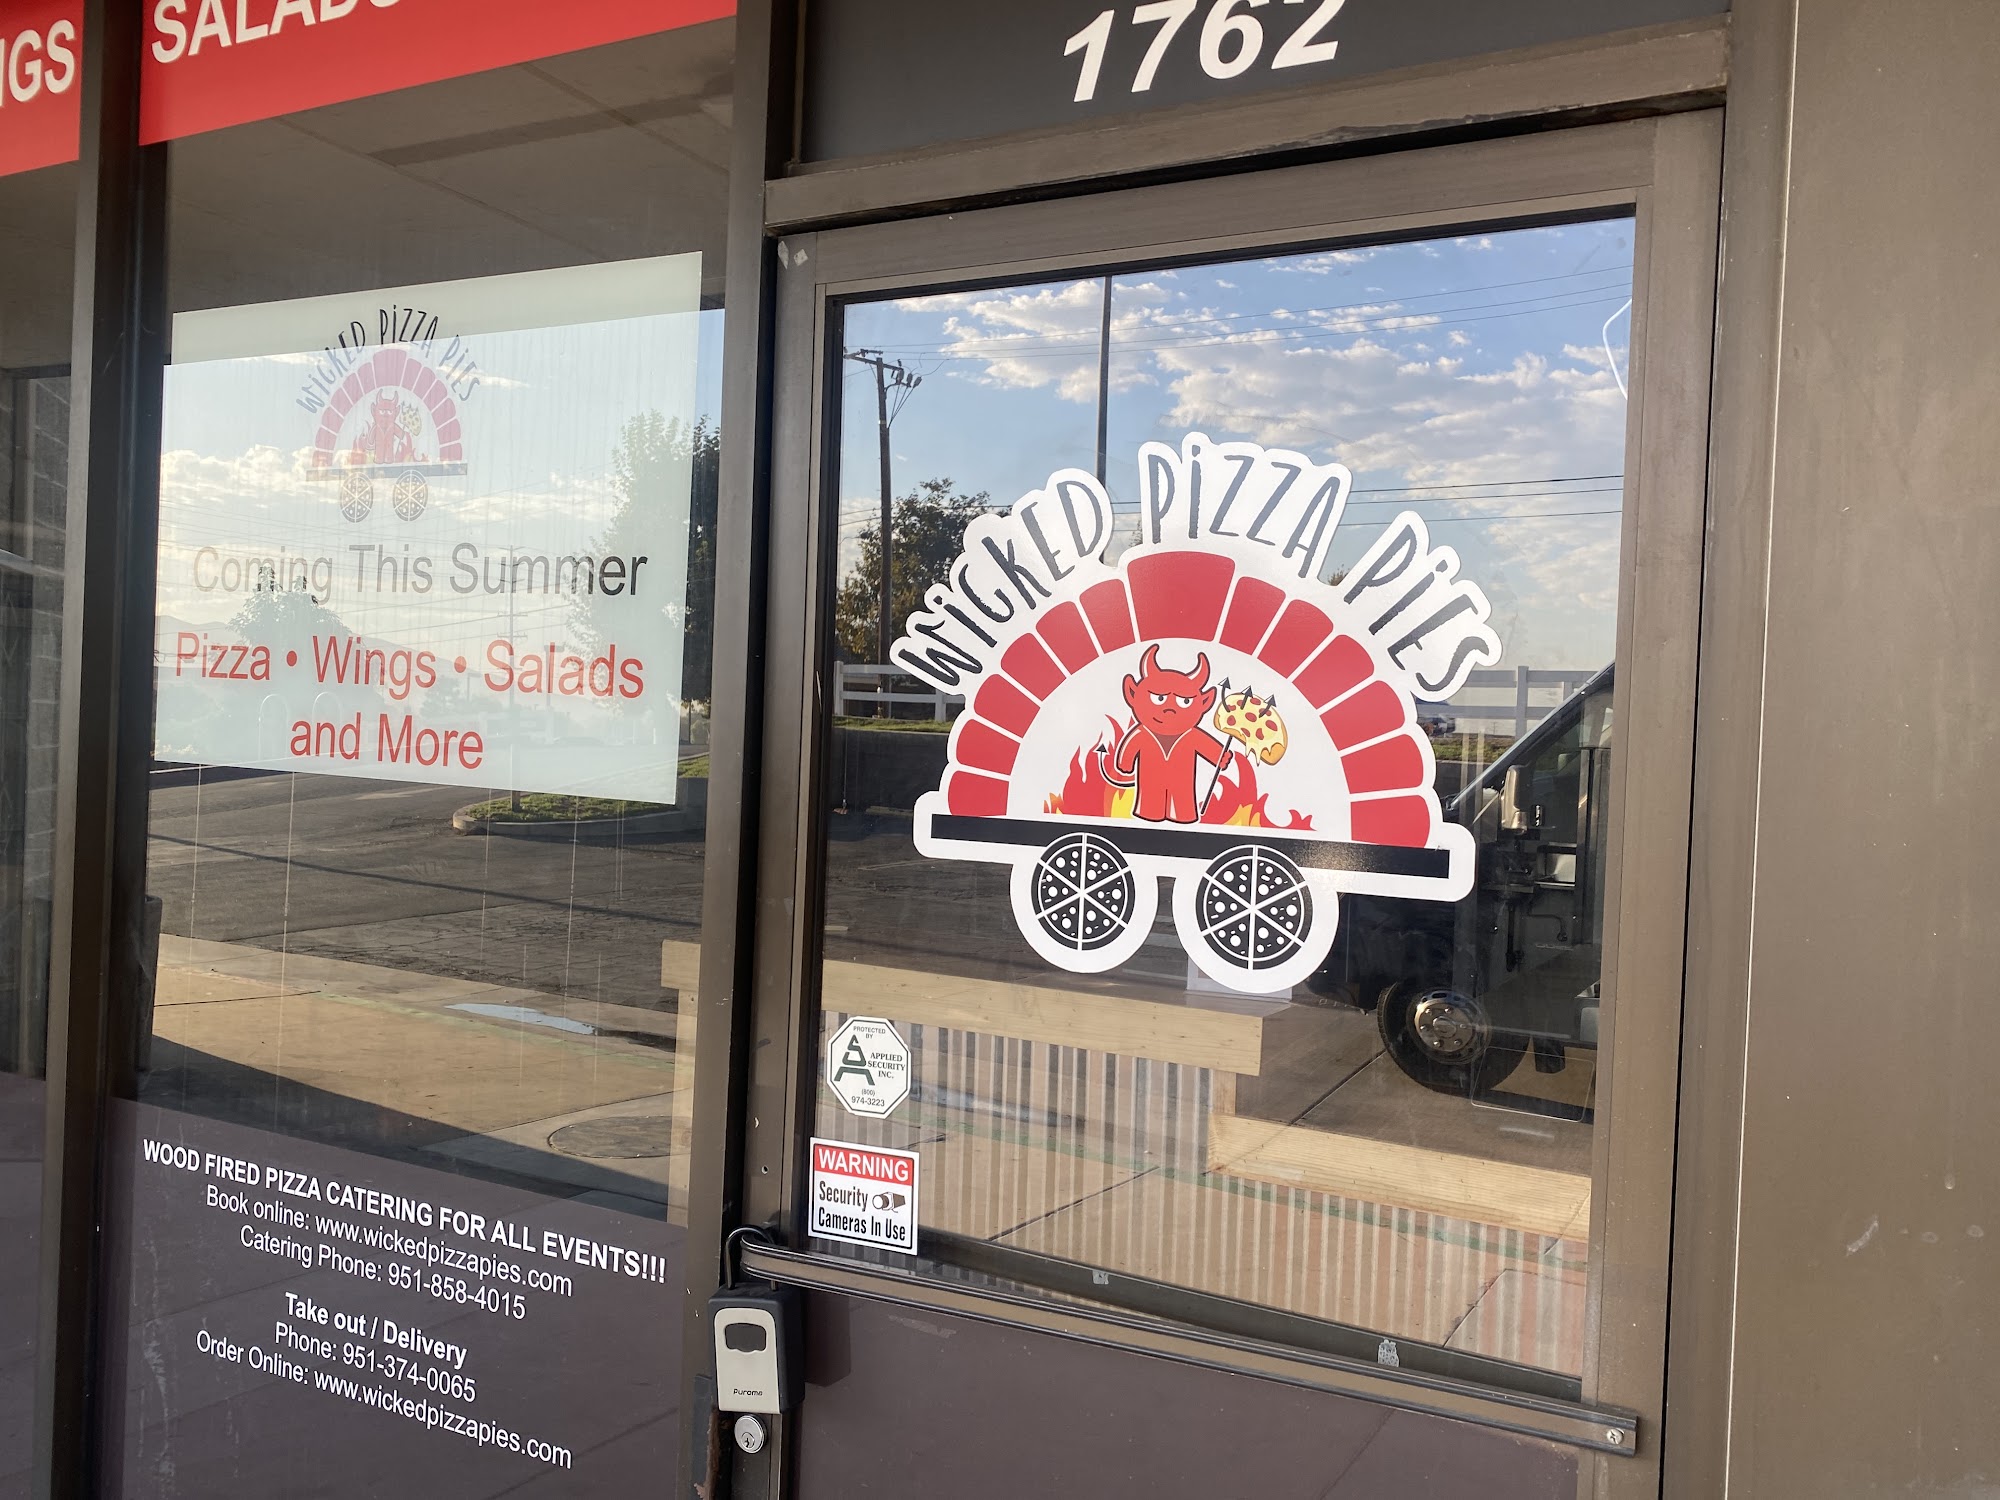 SALADS
1762
WICKED PIZZA PIES
Coming This Summer
Pizza • Wings • Salads
and More
WICKED PIZZA PIES
PROTECTED
BY
APPLIED
SECURITY
INC.
(800)
974-3223
WARNING
Security
Cameras In Use
WOOD FIRED PIZZA CATERING FOR ALL EVENTS!!!
Book online: www.wickedpizzapies.com
Catering Phone: 951-858-4015
Take out / Delivery
Phone: 951-374-0065
Order Online: www.wickedpizzapies.com
Puroma